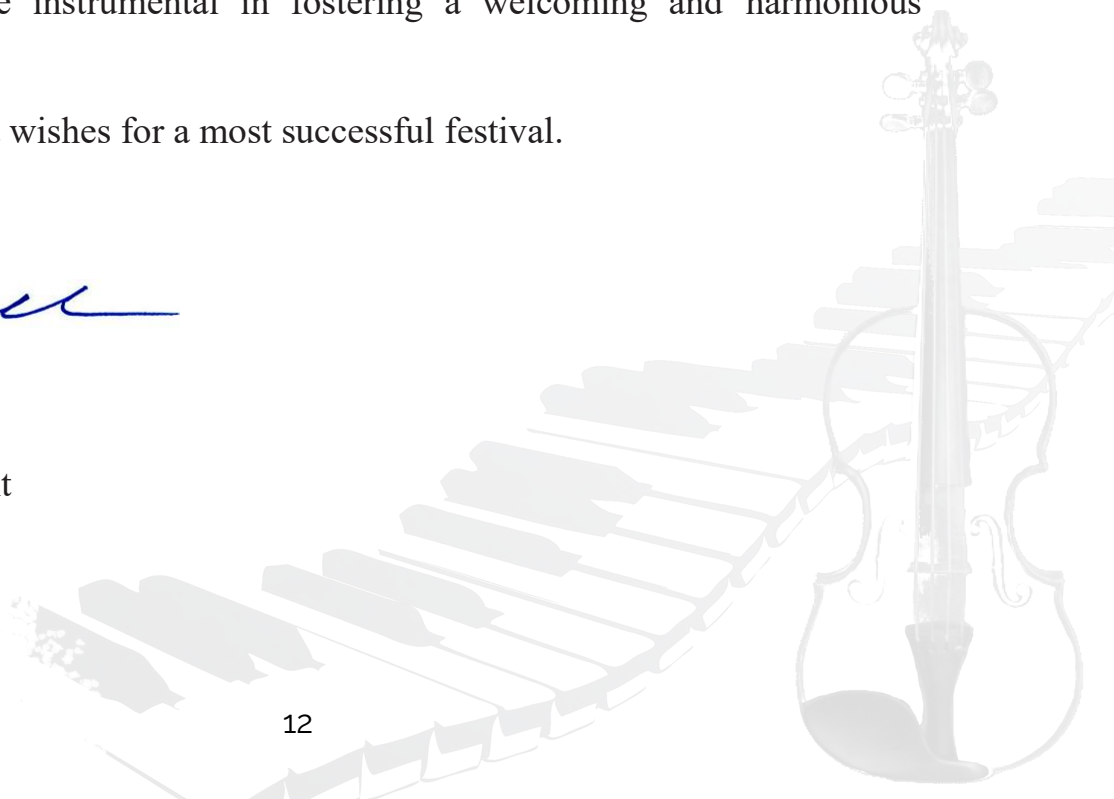 instrumental in fostering a welcoming and harmonious
wishes for a most successful festival.
12